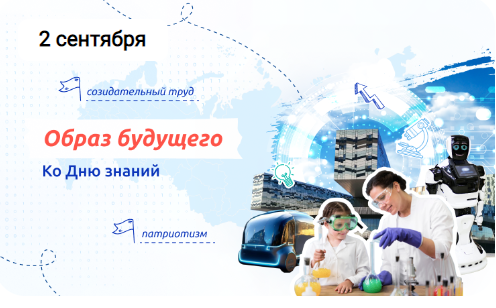 2 сентября
созидательный труд
Образ будущего
Ко Дню знаний
патриотизм